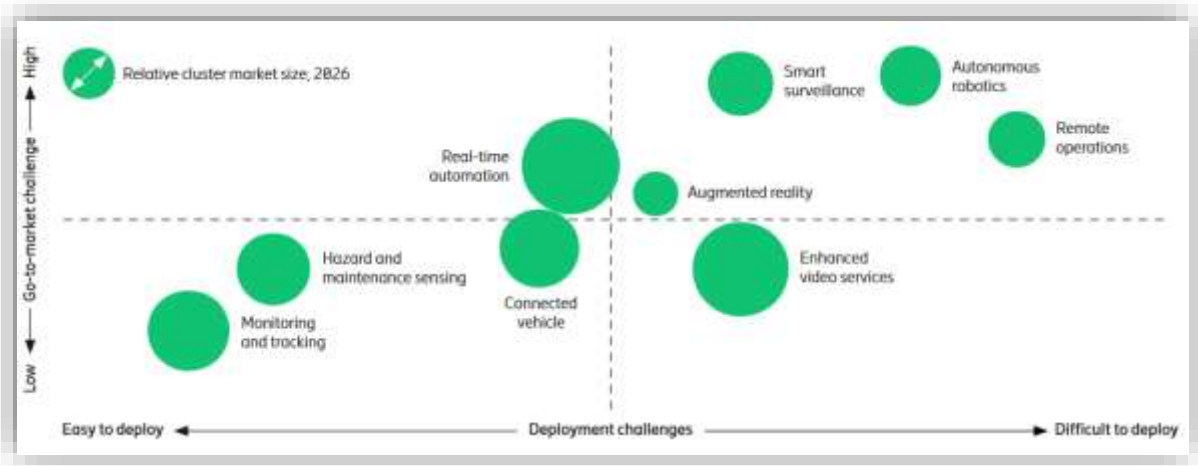 High
Go-to-market challenge
Low
Relative cluster market size, 2026
Smart
surveillance
Autonomous
robotics
Remote
operations
Real-time
automation
Augmented reality
Hazard and
maintenance sensing
Enhanced
video services
Connected
vehicle
Monitoring
and tracking
Easy to deploy
Deployment challenges
Difficult to deploy